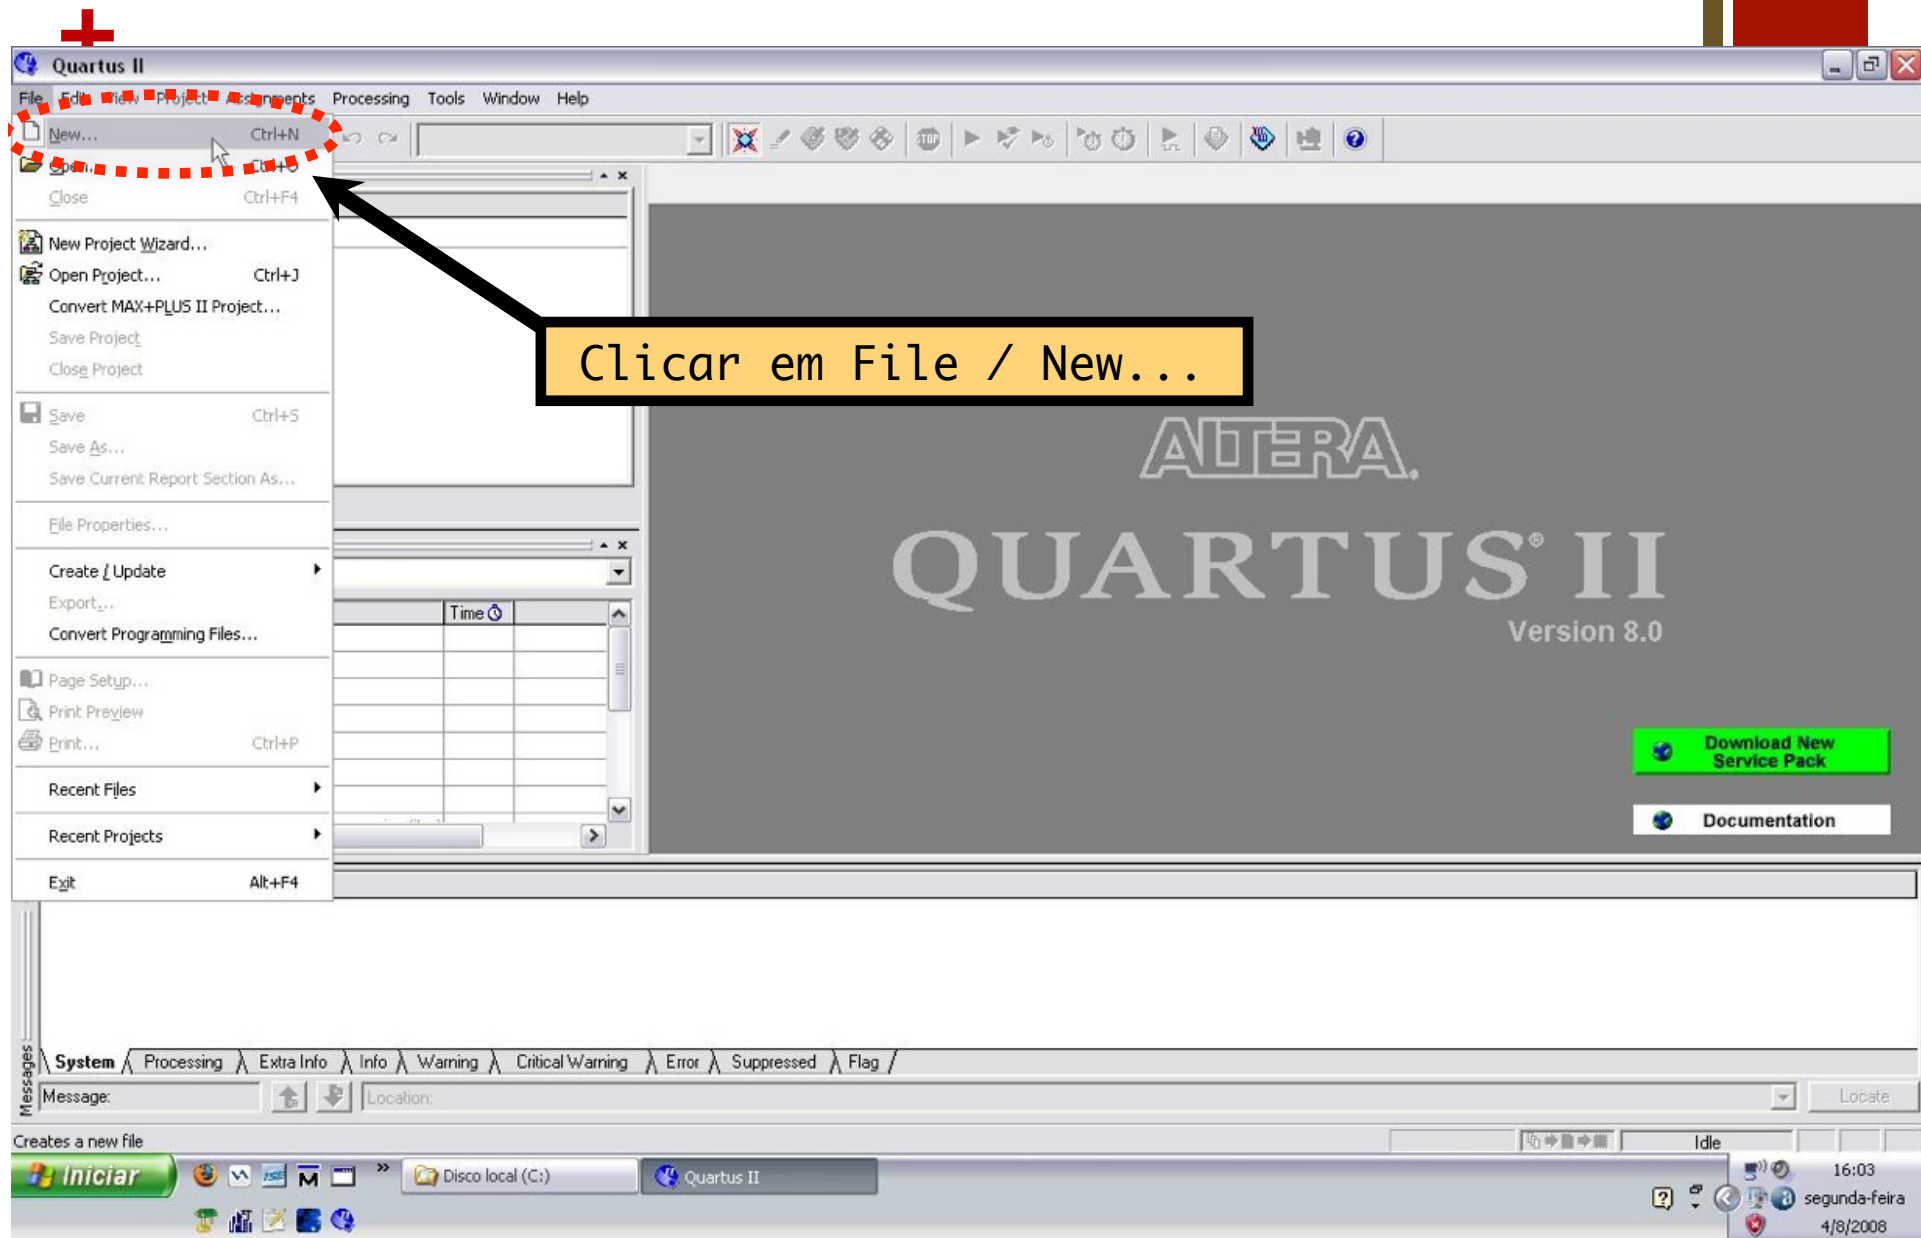 Quartus II
File Edit View Project Assignments Processing Tools Window Help
New... Ctrl+N
Open... Ctrl+O
Close Ctrl+F4
New Project Wizard...
Open Project... Ctrl+J
Convert MAX+PLUS II Project...
Save Project
Close Project
Clicar em File / New...
Save Ctrl+S
Save As...
Save Current Report Section As...
File Properties...
Create / Update
Export...
Convert Programming Files...
Page Setup...
Print Preview
Print... Ctrl+P
Recent Files
Recent Projects
Exit Alt+F4
STOP
Time
ALTERA.
QUARTUS® II
Version 8.0
Download New
Service Pack
Documentation
Messages
System Processing Extra Info Info Warning Critical Warning Error Suppressed Flag
Message: Location: Locate
Creates a new file Idle
Iniciar » Disco local (C:) Quartus II 16:03
segunda-feira
4/8/2008